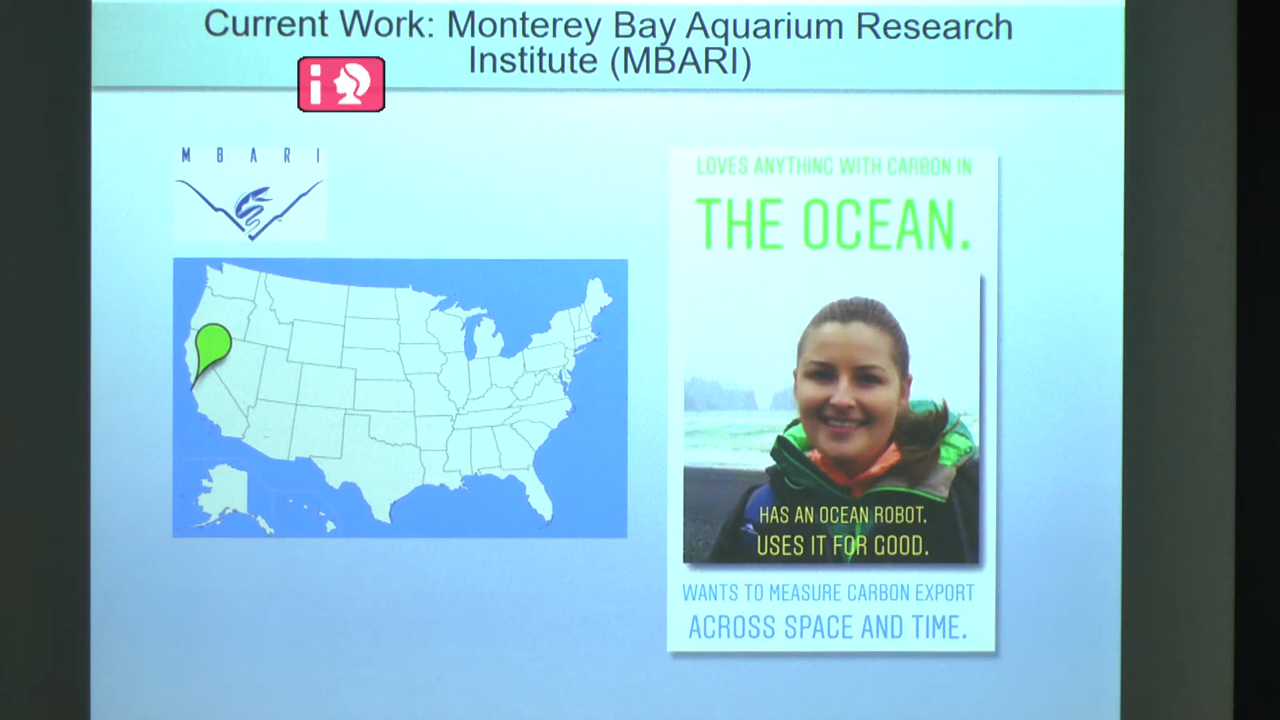 Current Work: Monterey Bay Aquarium Research
Institute (MBARI)
i
M B A R I
LOVES ANYTHING WITH CARBON IN
THE OCEAN.
HAS AN OCEAN ROBOT.
USES IT FOR GOOD.
WANTS TO MEASURE CARBON EXPORT
ACROSS SPACE AND TIME.